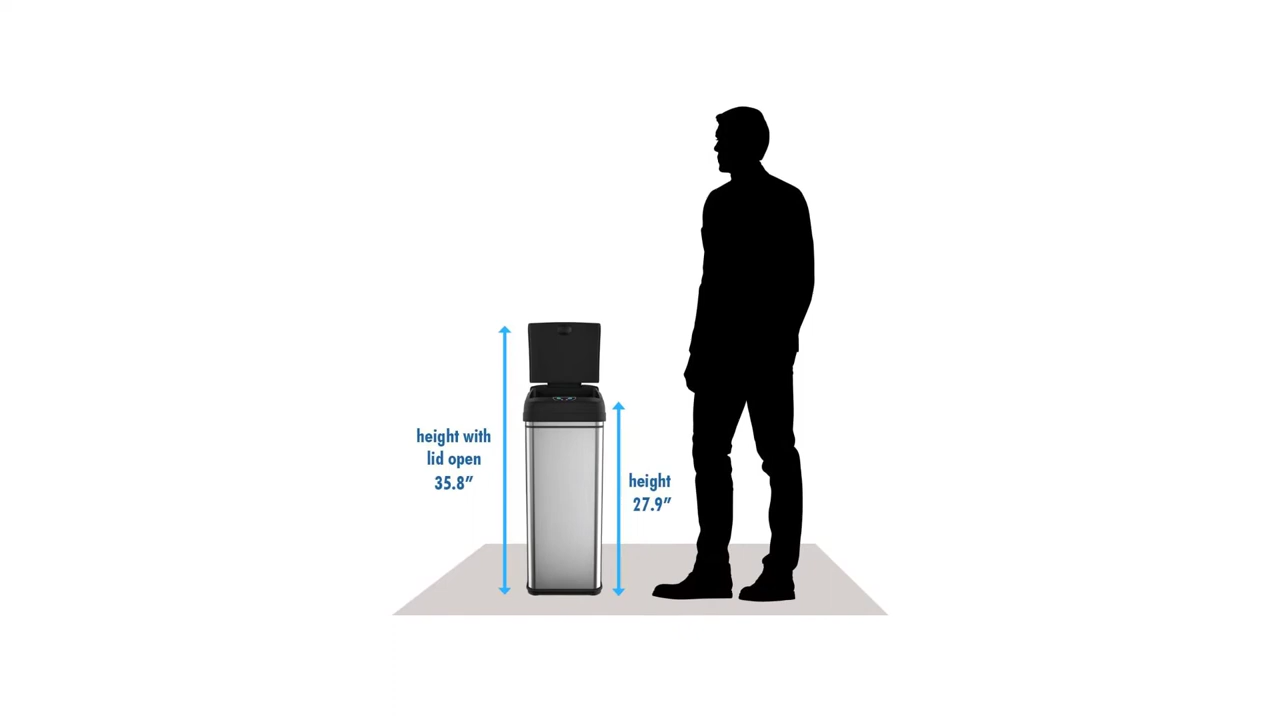 height with
lid open
35.8”
height
27.9”